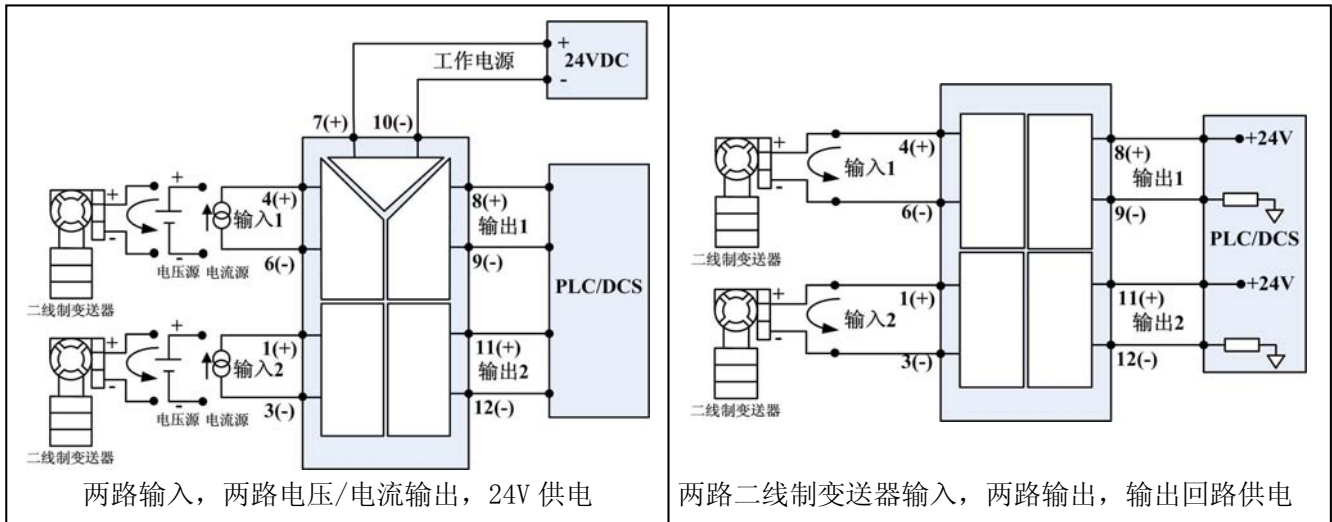 +
24VDC
-
工作电源
7(+)
10(-)
+
-
+
-
4(+)
输入1
6(-)
电压源
电流源
二线制变送器
8(+)
输出1
9(-)
PLC/DCS
+
-
+
-
1(+)
输入2
3(-)
电压源
电流源
二线制变送器
11(+)
输出2
12(-)
两路输入，两路电压/电流输出，24V 供电
+
-
输入1
4(+)
6(-)
二线制变送器
8(+)
输出1
9(-)
+24V
PLC/DCS
+
-
输入2
1(+)
3(-)
二线制变送器
11(+)
输出2
12(-)
+24V
两路二线制变送器输入，两路输出，输出回路供电